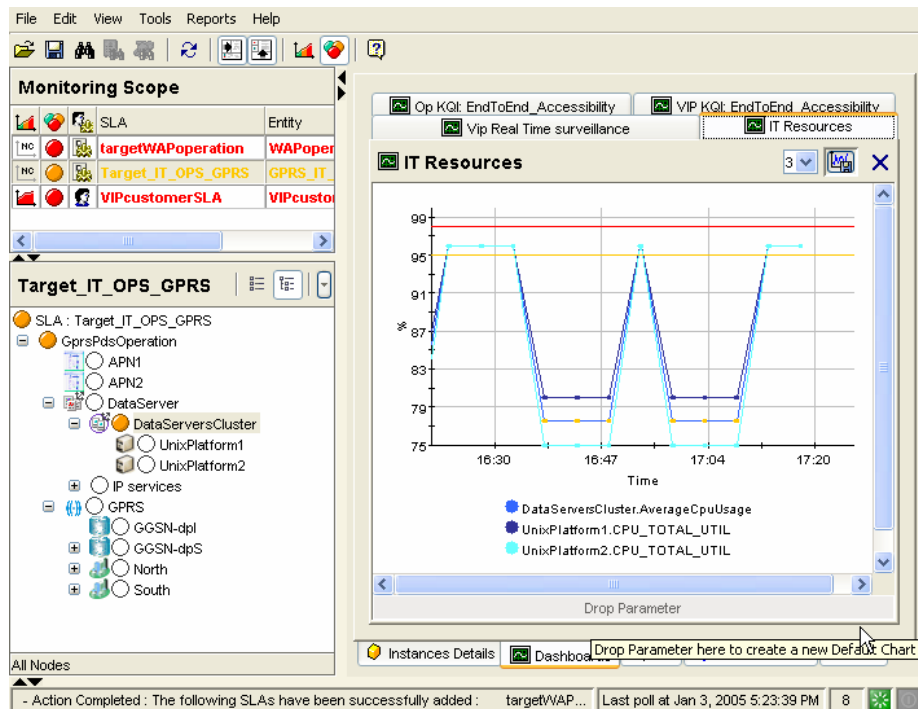 File Edit View Tools Reports Help
Monitoring Scope
SLA Entity
NC targetWAPoperation WAPoper
NC Target_IT_OPS_GPRS GPRS_IT_
VIPcustomerSLA VIPcusto
Target_IT_OPS_GPRS
SLA : Target_IT_OPS_GPRS
GprsPdsOperation
APN1
APN2
DataServer
DataServersCluster
UnixPlatform1
UnixPlatform2
IP services
GPRS
GGSN-dpl
GGSN-dpS
North
South
All Nodes
Op KQI: EndToEnd_Accessibility VIP KQI: EndToEnd_Accessibility
Vip Real Time surveillance IT Resources
IT Resources 3
99
95
91
87
83
79
75
%
16:30 16:47 17:04 17:20
Time
DataServersCluster.AverageCpuUsage
UnixPlatform1.CPU_TOTAL_UTIL
UnixPlatform2.CPU_TOTAL_UTIL
Drop Parameter
Instances Details Dashboa
Drop Parameter here to create a new Default Chart
- Action Completed : The following SLAs have been successfully added : targetWAP... Last poll at Jan 3, 2005 5:23:39 PM 8